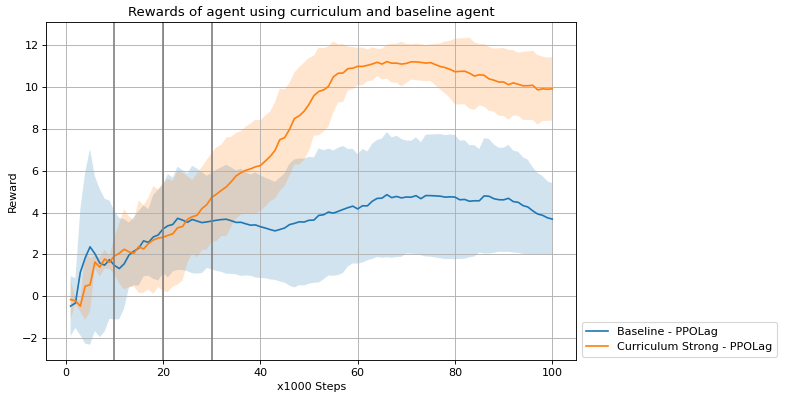 Rewards of agent using curriculum and baseline agent
12
10
8
6
4
2
0
−2
Reward
0
20
40
60
80
100
x1000 Steps
Baseline - PPOLag
Curriculum Strong - PPOLag